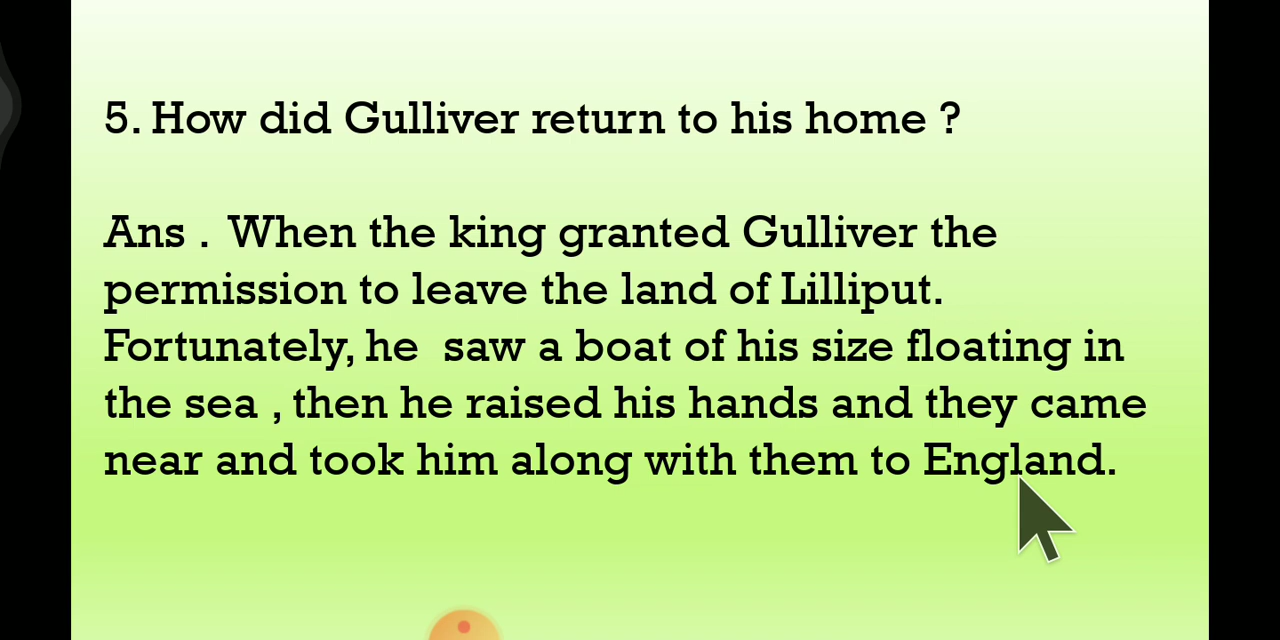 5. How did Gulliver return to his home ?
Ans . When the king granted Gulliver the
permission to leave the land of Lilliput.
Fortunately, he saw a boat of his size floating in
the sea , then he raised his hands and they came
near and took him along with them to England.